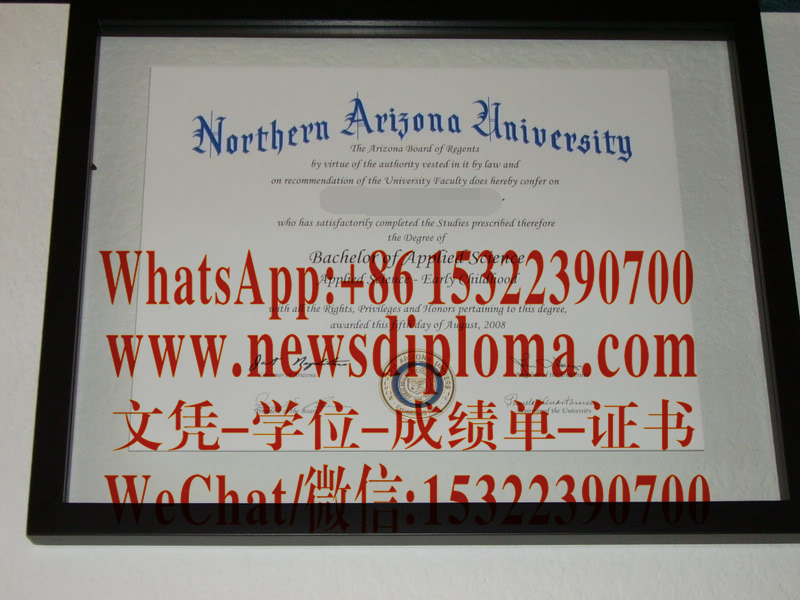 Northern Arizona University
The Arizona Board of Regents
by virtue of the authority vested in it by law and
on recommendation of the University Faculty does hereby confer on
who has satisfactorily completed the Studies prescribed therefore
the Degree of
Bachelor of Applied Science
WhatsApp:+86 15322390700
Applied Science - Early Childhood
with all the Rights, Privileges and Honors pertaining to this degree,
awarded this fifth day of August, 2008
www.newsdiploma.com
文凭–学位–成绩单–证书
WeChat/微信:15322390700